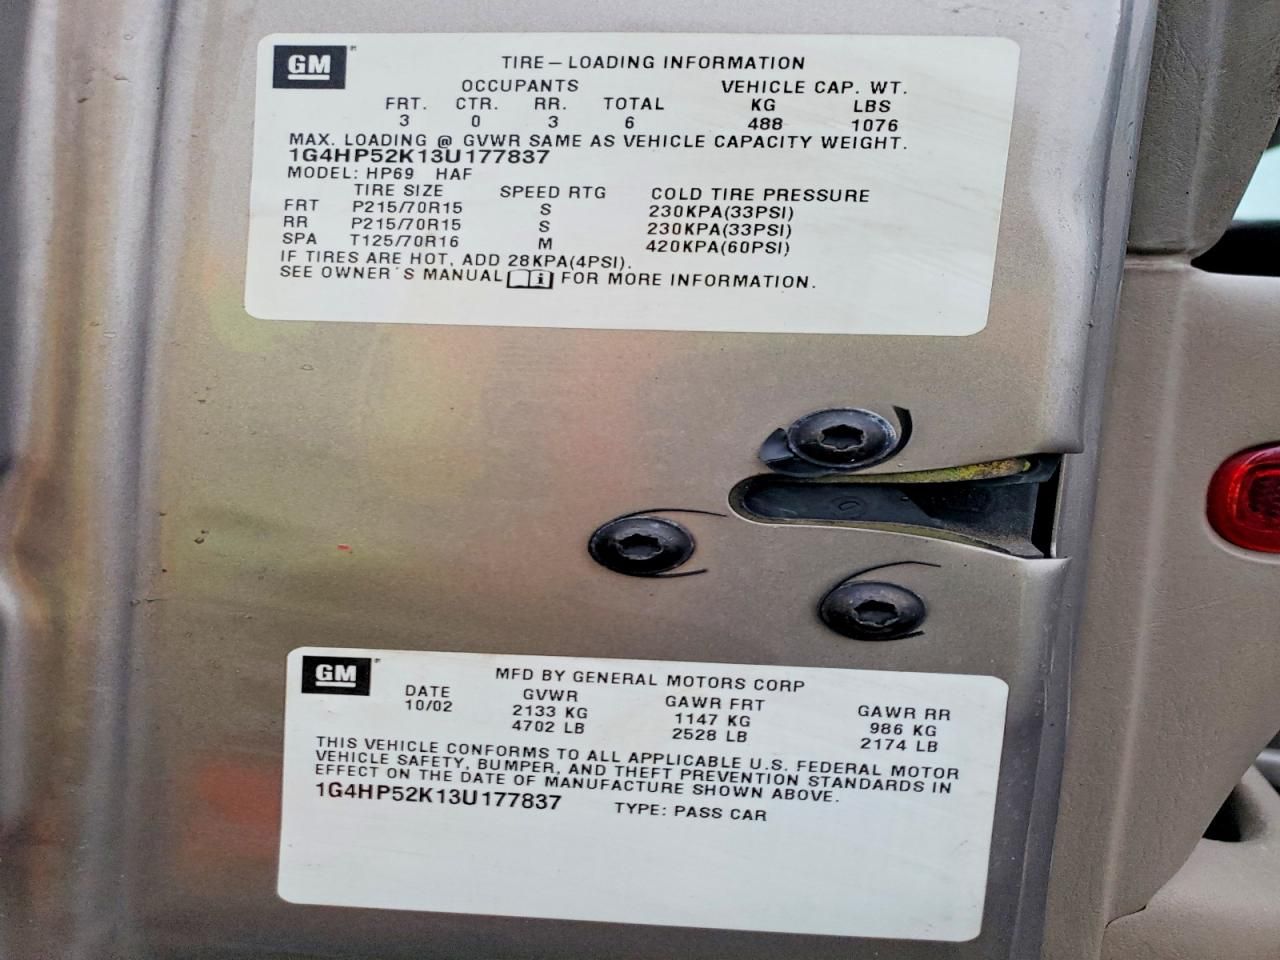 GM
TIRE – LOADING INFORMATION
OCCUPANTS VEHICLE CAP. WT.
FRT. CTR. RR. TOTAL KG LBS
3 0 3 6 488 1076
MAX. LOADING @ GVWR SAME AS VEHICLE CAPACITY WEIGHT.
1G4HP52K13U177837
MODEL: HP69 HAF
TIRE SIZE SPEED RTG COLD TIRE PRESSURE
FRT P215/70R15 S 230KPA(33PSI)
RR P215/70R15 S 230KPA(33PSI)
SPA T125/70R16 M 420KPA(60PSI)
IF TIRES ARE HOT, ADD 28KPA(4PSI).
SEE OWNER´S MANUAL i FOR MORE INFORMATION.
GM
MFD BY GENERAL MOTORS CORP
DATE GVWR GAWR FRT GAWR RR
10/02 2133 KG 1147 KG 986 KG
4702 LB 2528 LB 2174 LB
THIS VEHICLE CONFORMS TO ALL APPLICABLE U.S. FEDERAL MOTOR
VEHICLE SAFETY, BUMPER, AND THEFT PREVENTION STANDARDS IN
EFFECT ON THE DATE OF MANUFACTURE SHOWN ABOVE.
1G4HP52K13U177837 TYPE: PASS CAR